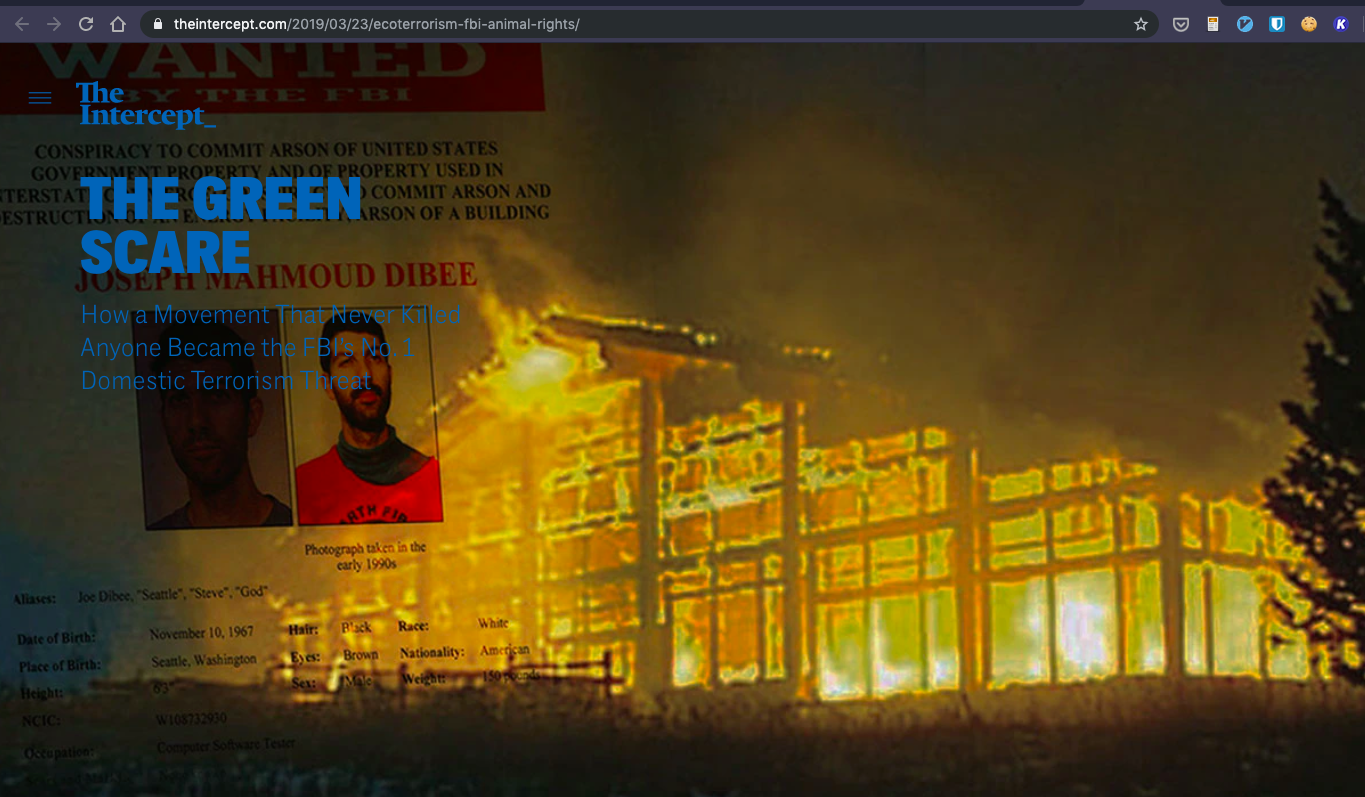 theintercept.com/2019/03/23/ecoterrorism-fbi-animal-rights/
WANTED
BY THE FBI
The
Intercept_
CONSPIRACY TO COMMIT ARSON OF UNITED STATES
GOVERNMENT PROPERTY AND OF PROPERTY USED IN
COMMIT ARSON AND
ARSON OF A BUILDING
THE GREEN
SCARE
JOSEPH MAHMOUD DIBEE
How a Movement That Never Killed
Anyone Became the FBI's No. 1
Domestic Terrorism Threat
Photograph taken in the
early 1990s
Aliases: Joe Dibee, "Seattle", "Steve", "God"
Date of Birth: November 10, 1967 Hair: Black Race: White
Place of Birth: Seattle, Washington Eyes: Brown Nationality: American
Height: 6'3" Sex: Male Weight: 150 pounds
NCIC: W108732930
Occupation: Computer Software Tester